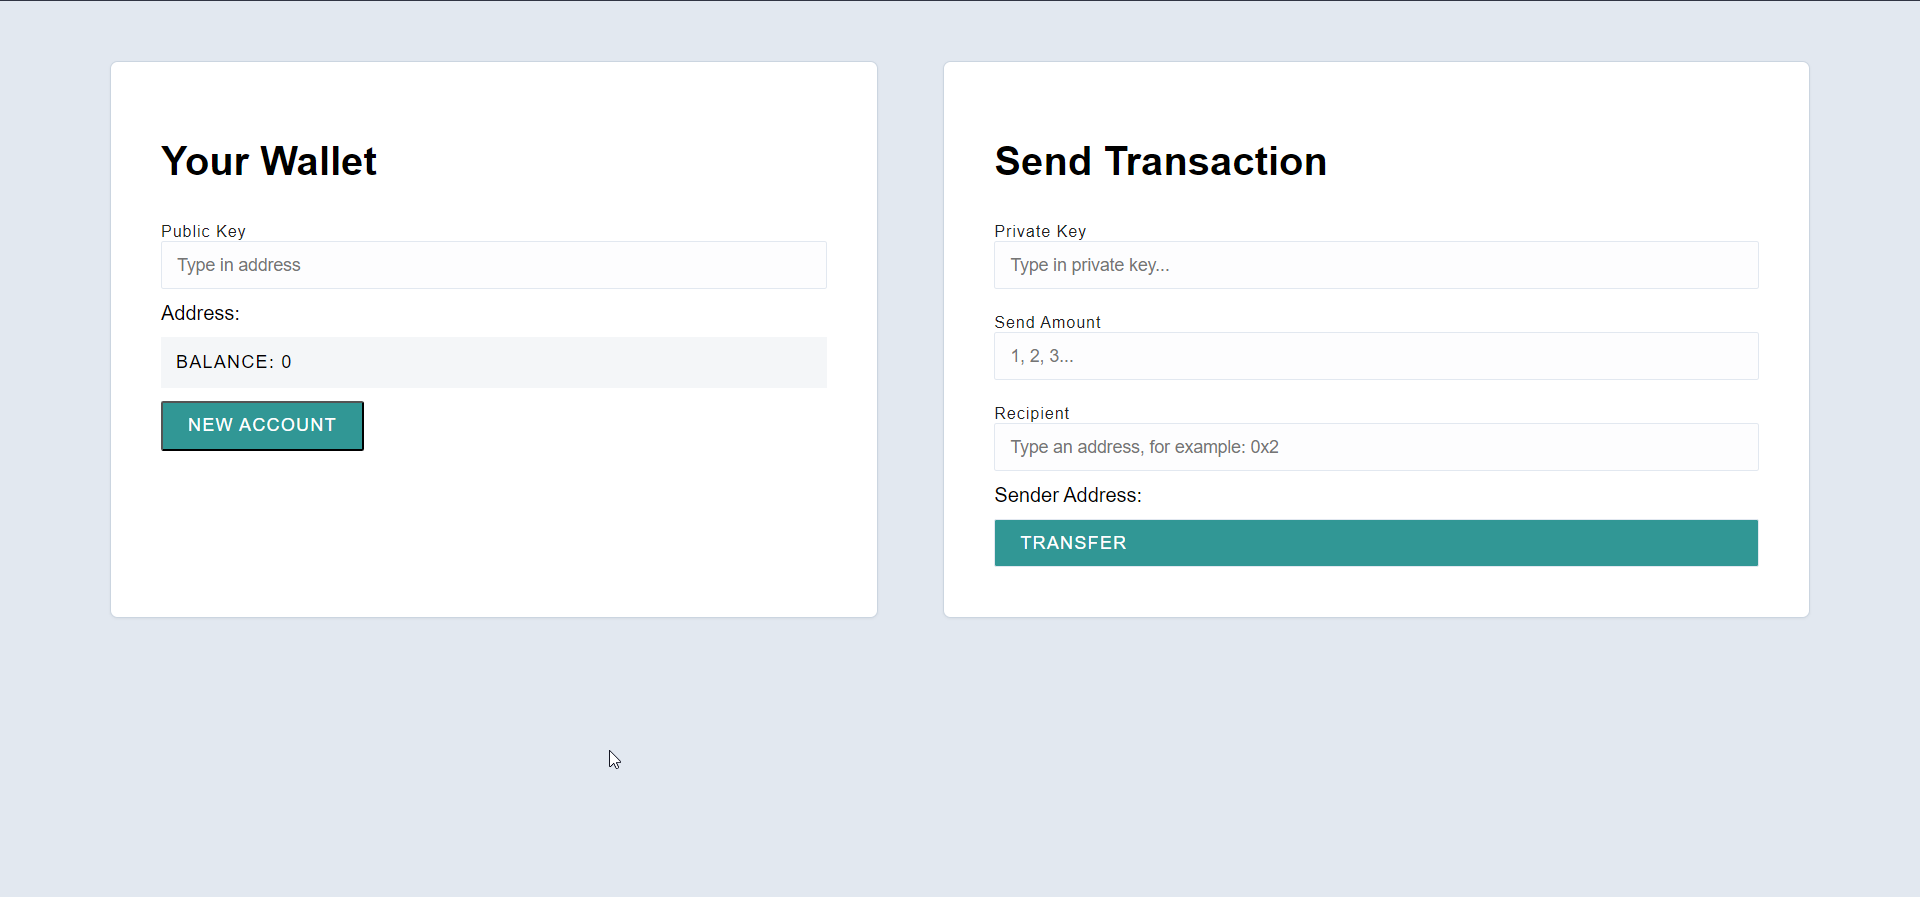 Your Wallet
Public Key
Type in address
Address:
BALANCE: 0
NEW ACCOUNT
Send Transaction
Private Key
Type in private key...
Send Amount
1, 2, 3...
Recipient
Type an address, for example: 0x2
Sender Address:
TRANSFER